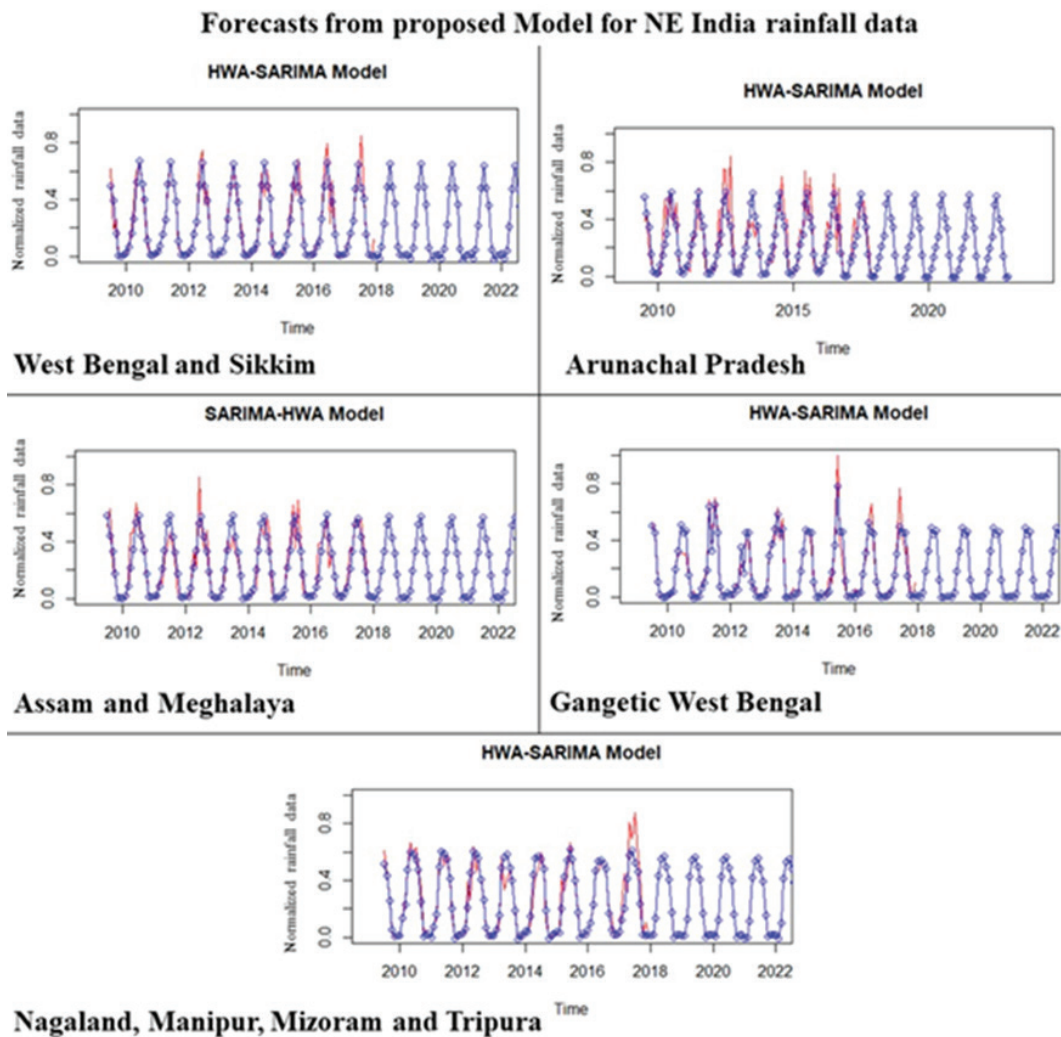 Forecasts from proposed Model for NE India rainfall data
HWA-SARIMA Model
Normalized rainfall data
0.0 0.4 0.8
2010 2012 2014 2016 2018 2020 2022
Time
West Bengal and Sikkim
HWA-SARIMA Model
Normalized rainfall data
0.0 0.4 0.8
2010 2015 2020
Time
Arunachal Pradesh
SARIMA-HWA Model
Normalized rainfall data
0.0 0.4 0.8
2010 2012 2014 2016 2018 2020 2022
Time
Assam and Meghalaya
HWA-SARIMA Model
Normalized rainfall data
0.0 0.4 0.8
2010 2012 2014 2016 2018 2020 2022
Time
Gangetic West Bengal
HWA-SARIMA Model
Normalized rainfall data
0.0 0.4 0.8
2010 2012 2014 2016 2018 2020 2022
Time
Nagaland, Manipur, Mizoram and Tripura